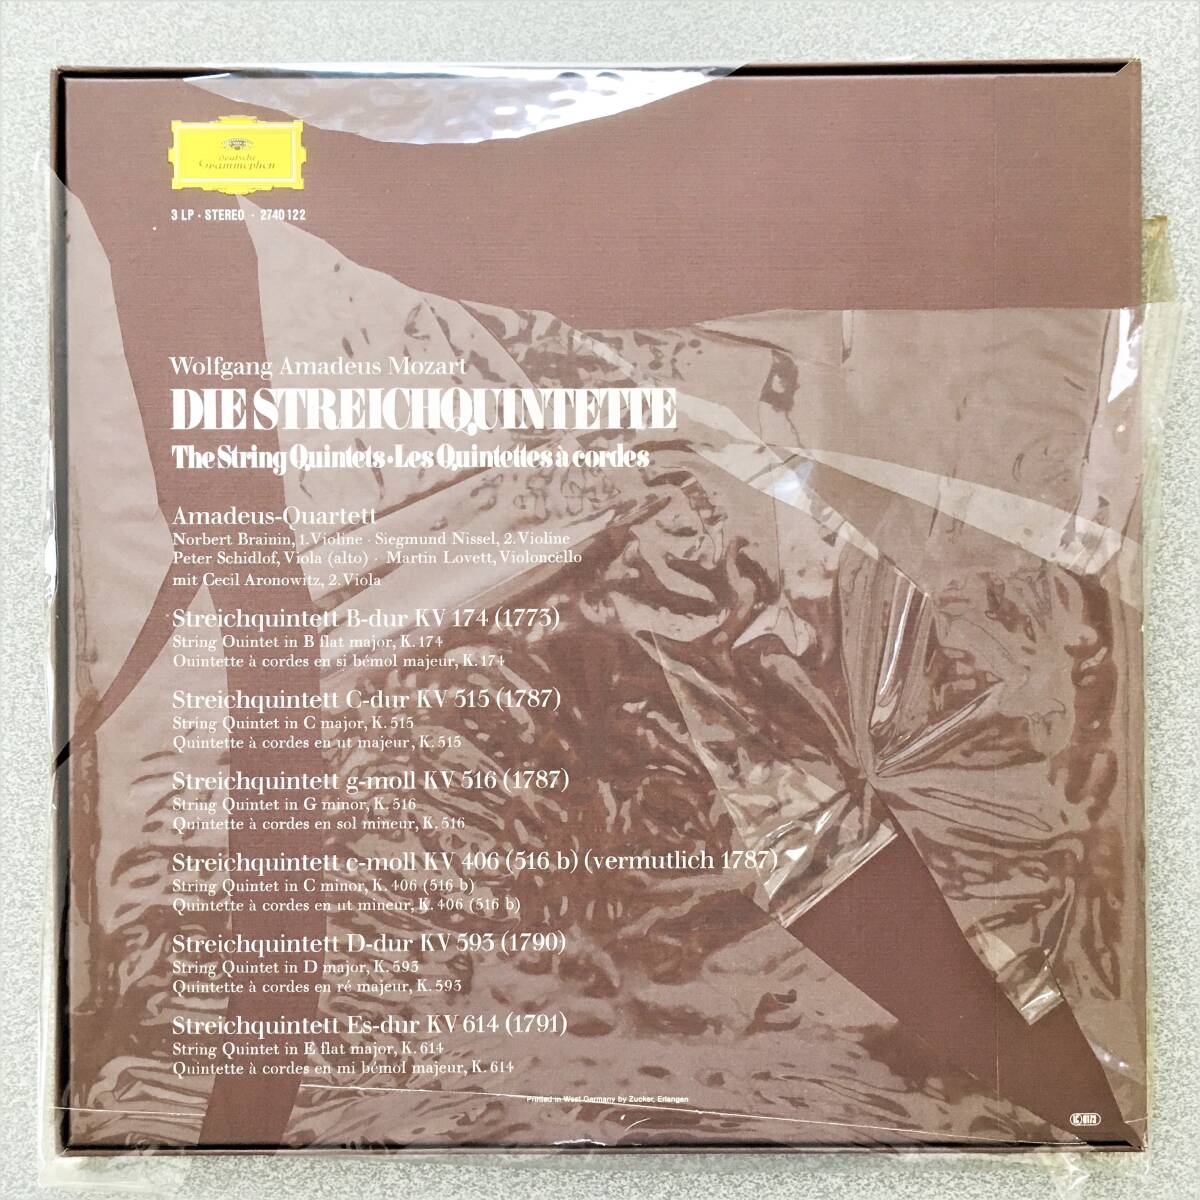 Deutsche
Grammophon
3 LP · STEREO · 2740 122
Wolfgang Amadeus Mozart
DIE STREICHQUINTETTE
The String Quintets • Les Quintettes à cordes
Amadeus-Quartett
Norbert Brainin, 1. Violine · Siegmund Nissel, 2. Violine
Peter Schidlof, Viola (alto) · Martin Lovett, Violoncello
mit Cecil Aronowitz, 2. Viola
Streichquintett B-dur KV 174 (1773)
String Quintet in B flat major, K. 174
Quintette à cordes en si bémol majeur, K. 174
Streichquintett C-dur KV 515 (1787)
String Quintet in C major, K. 515
Quintette à cordes en ut majeur, K. 515
Streichquintett g-moll KV 516 (1787)
String Quintet in G minor, K. 516
Quintette à cordes en sol mineur, K. 516
Streichquintett c-moll KV 406 (516 b) (vermutlich 1787)
String Quintet in C minor, K. 406 (516 b)
Quintette à cordes en ut mineur, K. 406 (516 b)
Streichquintett D-dur KV 593 (1790)
String Quintet in D major, K. 593
Quintette à cordes en ré majeur, K. 593
Streichquintett Es-dur KV 614 (1791)
String Quintet in E flat major, K. 614
Quintette à cordes en mi bémol majeur, K. 614
Printed in West Germany by Zucker, Erlangen
0173